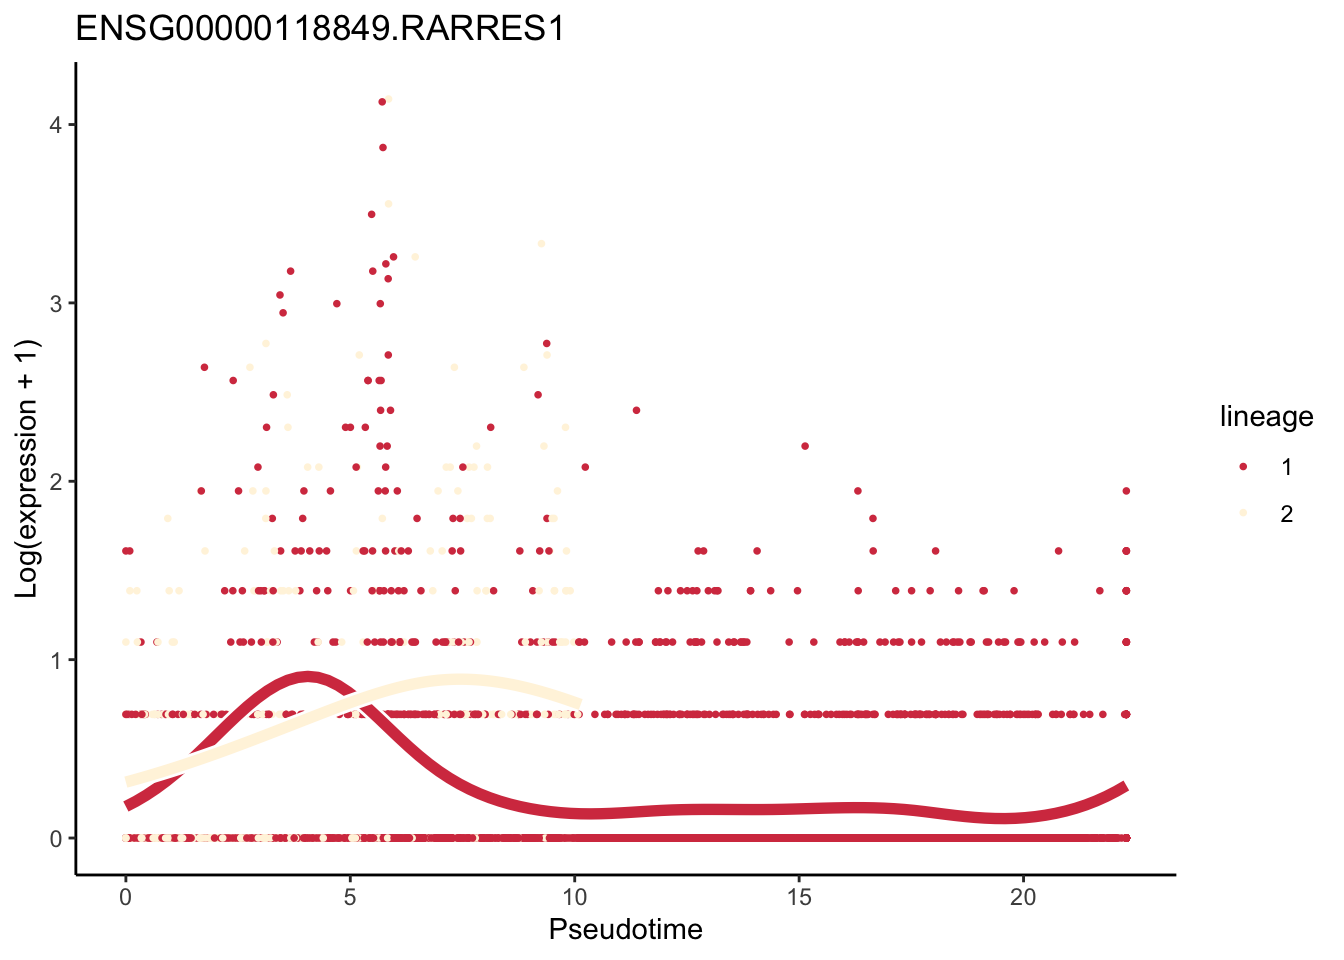 ENSG00000118849.RARRES1
4
3
2
1
0
Log(expression + 1)
0 5 10 15 20
Pseudotime
lineage
1
2